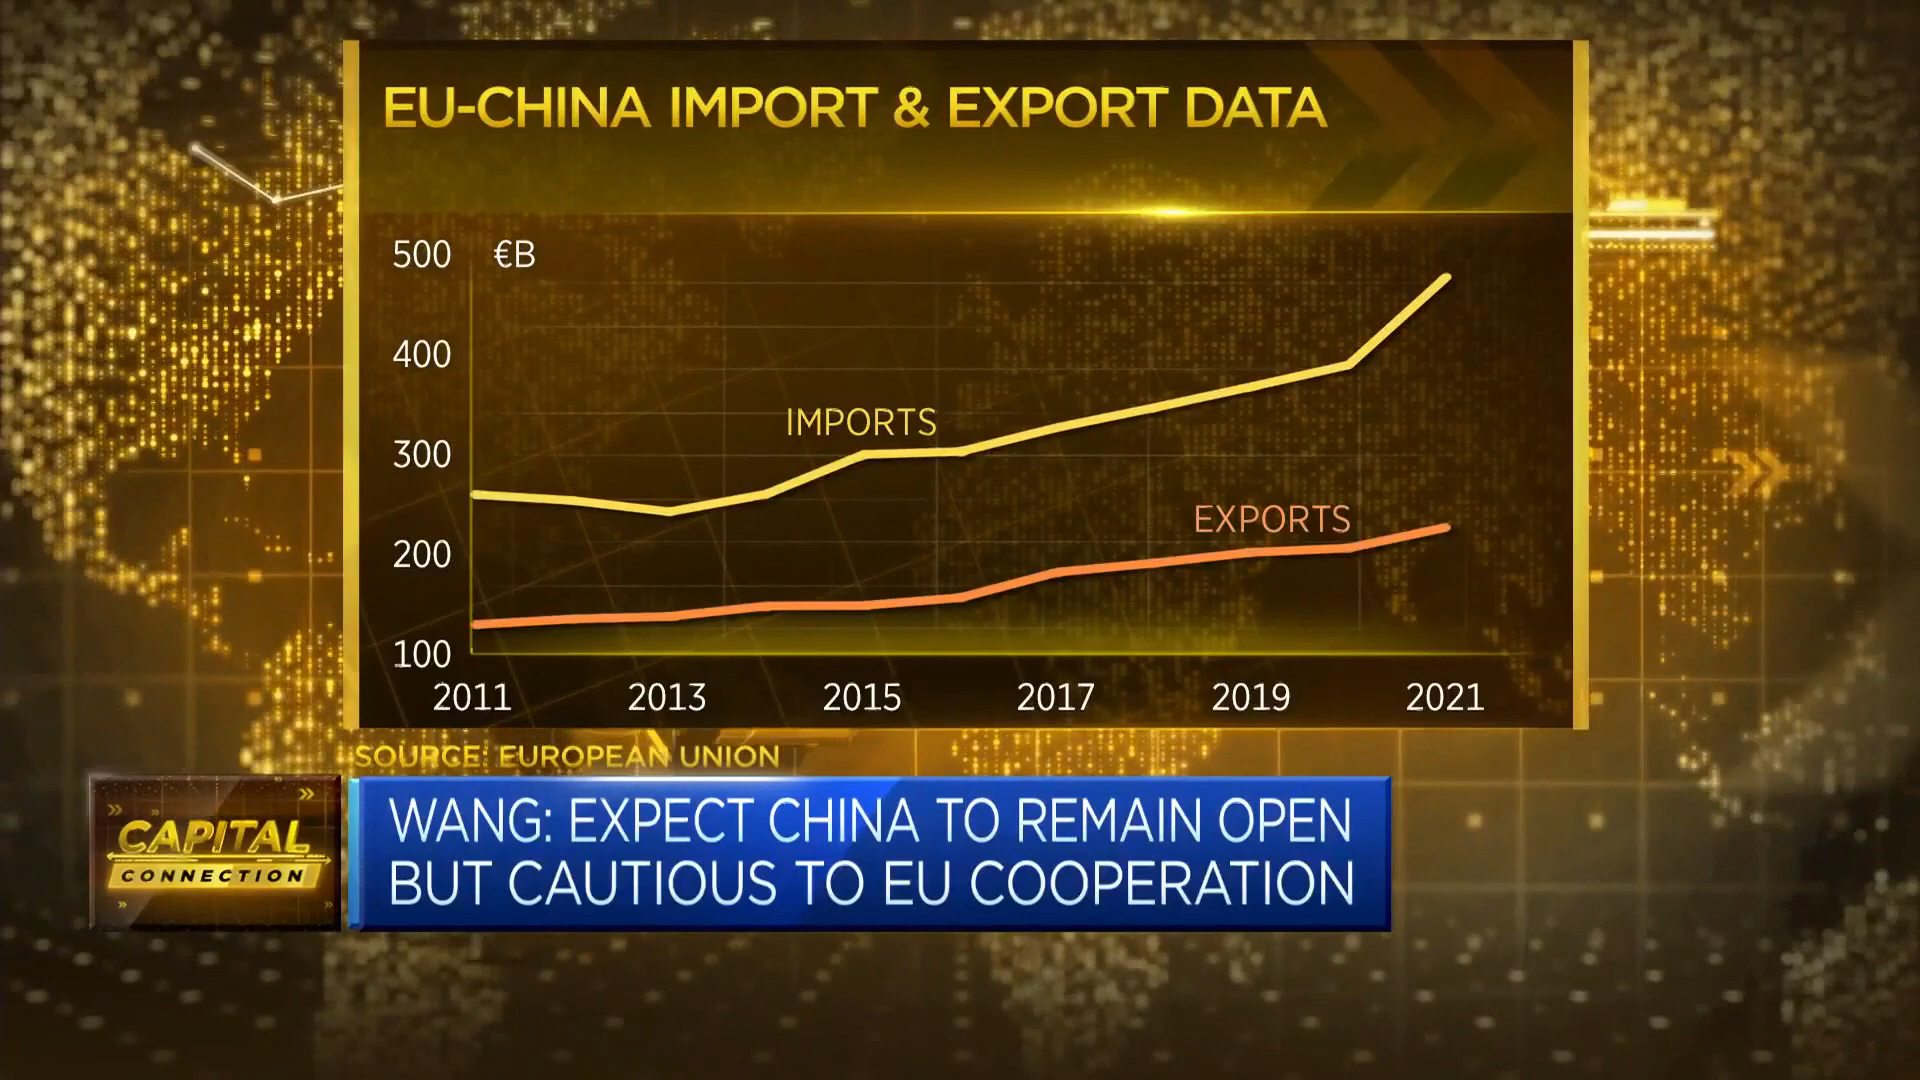 EU-CHINA IMPORT & EXPORT DATA
500 €B
400
IMPORTS
300
EXPORTS
200
100
2011 2013 2015 2017 2019 2021
SOURCE: EUROPEAN UNION
CAPITAL
CONNECTION
WANG: EXPECT CHINA TO REMAIN OPEN
BUT CAUTIOUS TO EU COOPERATION